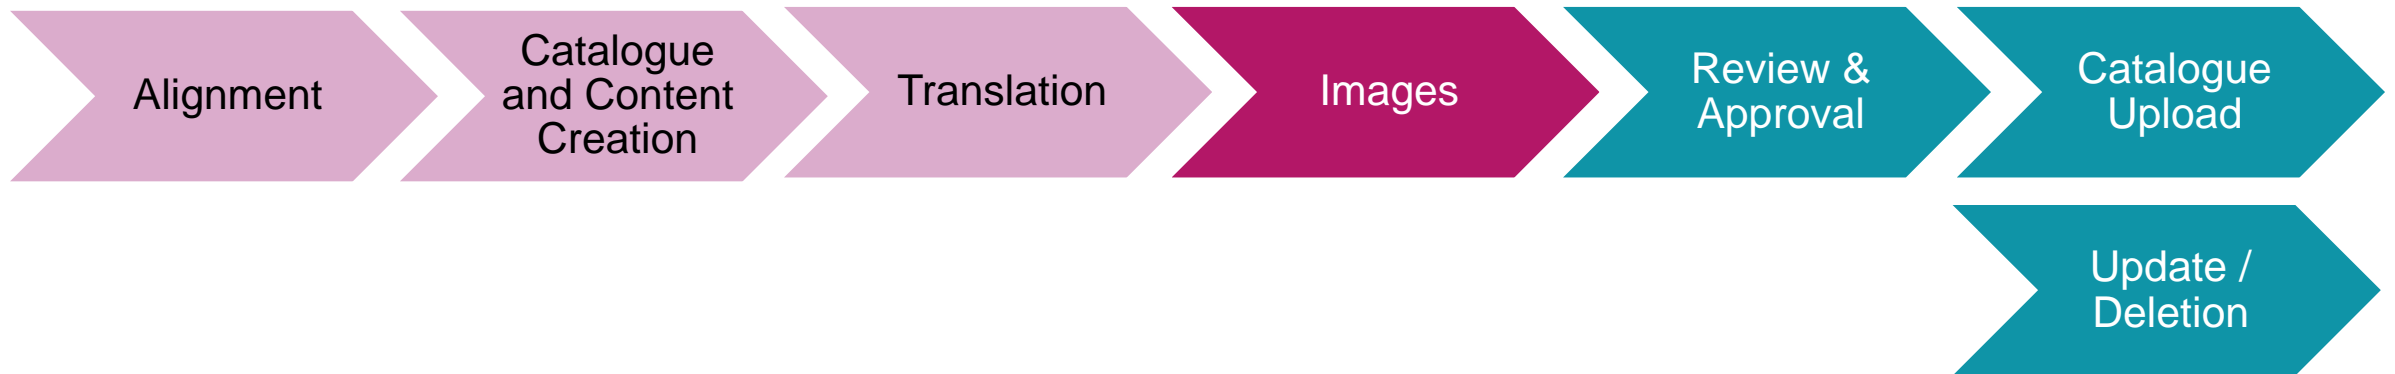 Alignment
Catalogue
and Content
Creation
Translation
Images
Review &
Approval
Catalogue
Upload
Update /
Deletion